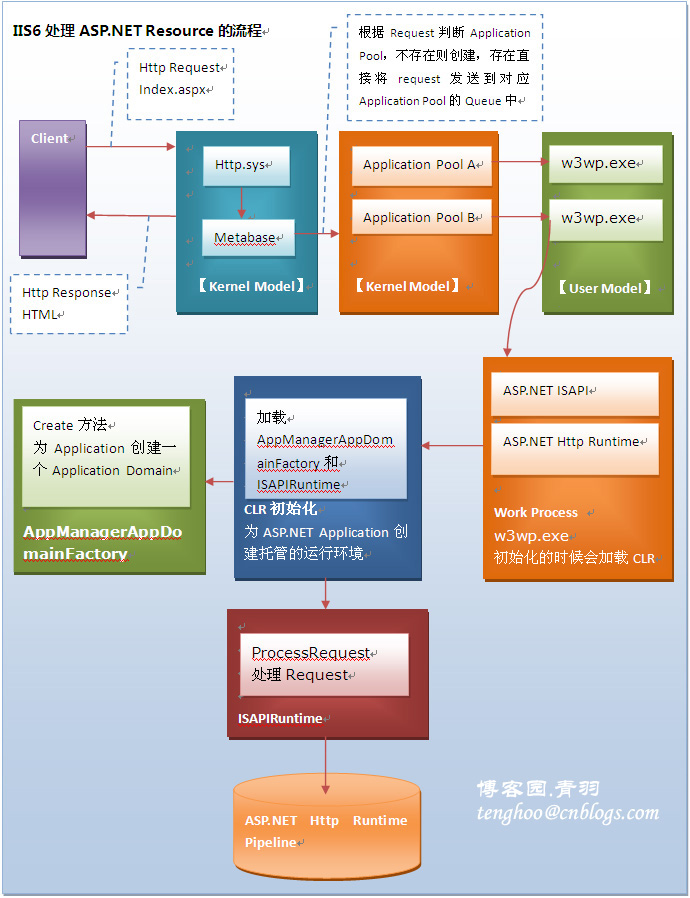 IIS6 处理 ASP.NET Resource 的流程
Http Request
Index.aspx
根据 Request 判断 Application
Pool，不存在则创建，存在直
接将 request 发送到对应
Application Pool 的 Queue 中
Client
Http.sys
Metabase
【Kernel Model】
Application Pool A
Application Pool B
【Kernel Model】
w3wp.exe
w3wp.exe
【User Model】
Http Response
HTML
ASP.NET ISAPI
ASP.NET Http Runtime
Work Process
w3wp.exe
初始化的时候会加载 CLR
加载
AppManagerAppDom
ainFactory 和
ISAPIRuntime
CLR 初始化
为 ASP.NET Application 创
建托管的运行环境
Create 方法
为 Application 创建一
个 Application Domain
AppManagerAppDo
mainFactory
ProcessRequest
处理 Request
ISAPIRuntime
ASP.NET Http Runtime
Pipeline
博客园.青羽
tenghoo@cnblogs.com